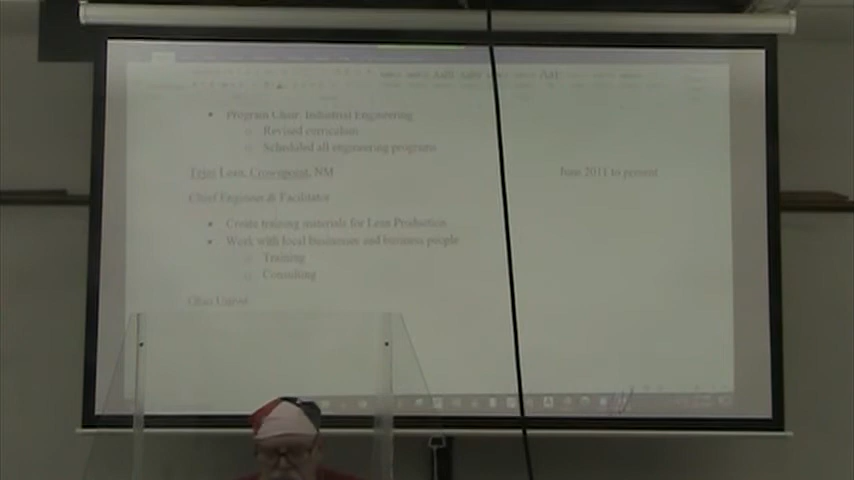 Program Chair: Industrial Engineering
Revised curriculum
Scheduled all engineering programs
Lean, Crownpoint, NM June 2011 to present
Chief Engineer & Facilitator
Create training materials for Lean Production
Work with local businesses and business people
Training
Consulting